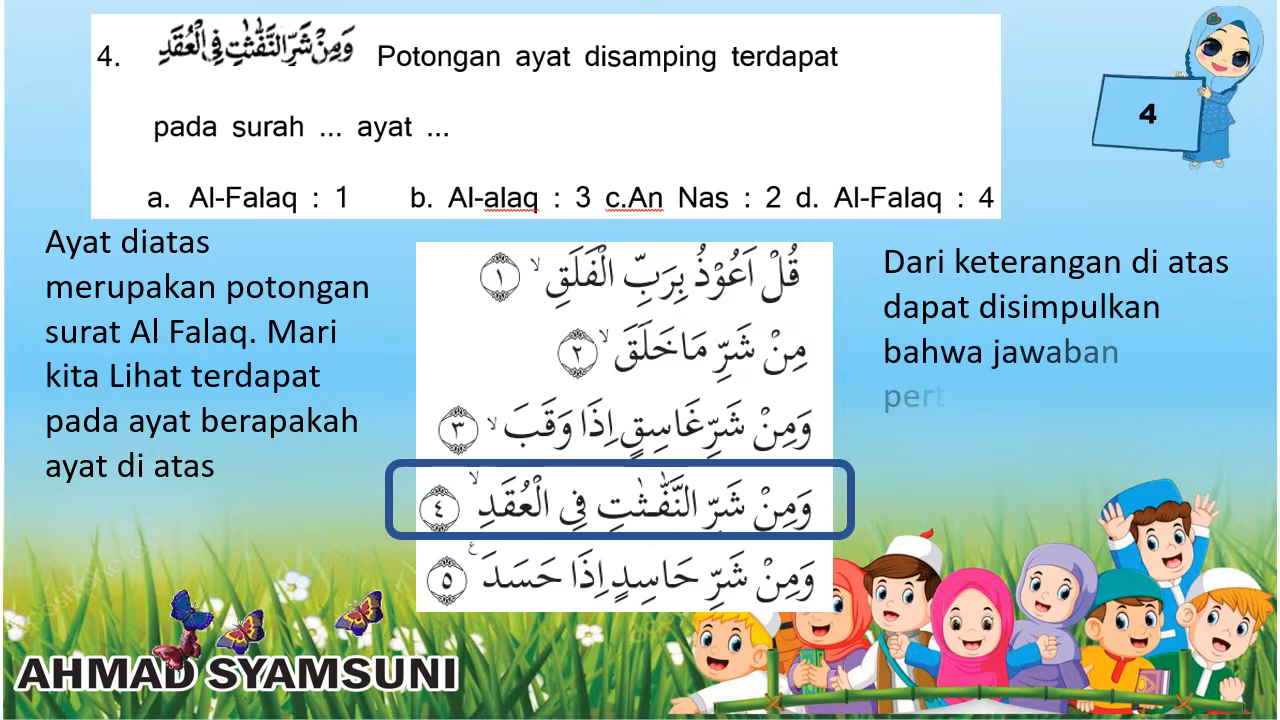 4. وَمِنْ شَرِّ النَّفّٰثٰتِ فِى الْعُقَدِ Potongan ayat disamping terdapat
pada surah ... ayat ...
a. Al-Falaq : 1 b. Al-alaq : 3 c.An Nas : 2 d. Al-Falaq : 4
4
Ayat diatas
merupakan potongan
surat Al Falaq. Mari
kita Lihat terdapat
pada ayat berapakah
ayat di atas
قُلْ اَعُوْذُ بِرَبِّ الْفَلَقِۙ ١
مِنْ شَرِّ مَا خَلَقَۙ ٢
وَمِنْ شَرِّ غَاسِقٍ اِذَا وَقَبَۙ ٣
وَمِنْ شَرِّ النَّفّٰثٰتِ فِى الْعُقَدِۙ ٤
وَمِنْ شَرِّ حَاسِدٍ اِذَا حَسَدَ ࣖ ٥
Dari keterangan di atas
dapat disimpulkan
bahwa jawaban
pert
AHMAD SYAMSUNI